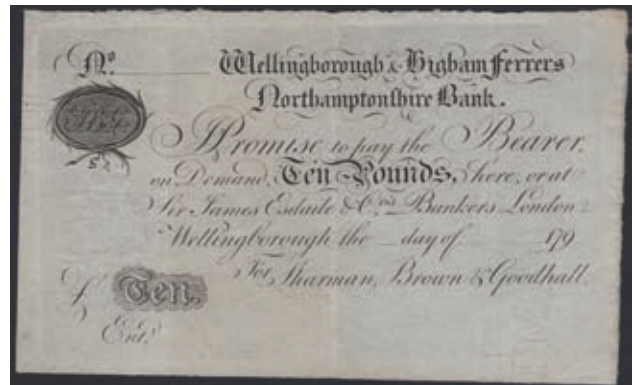 No. Wellingborough & Higham Ferrers
Northamptonshire Bank.
I Promise to pay the Bearer,
on Demand, Ten Pounds, here, or at
Sir James Esdaile & Co. Bankers London:
Wellingborough the day of 179
For Sharman, Brown & Goodhall.
£ Ten.
Entd.